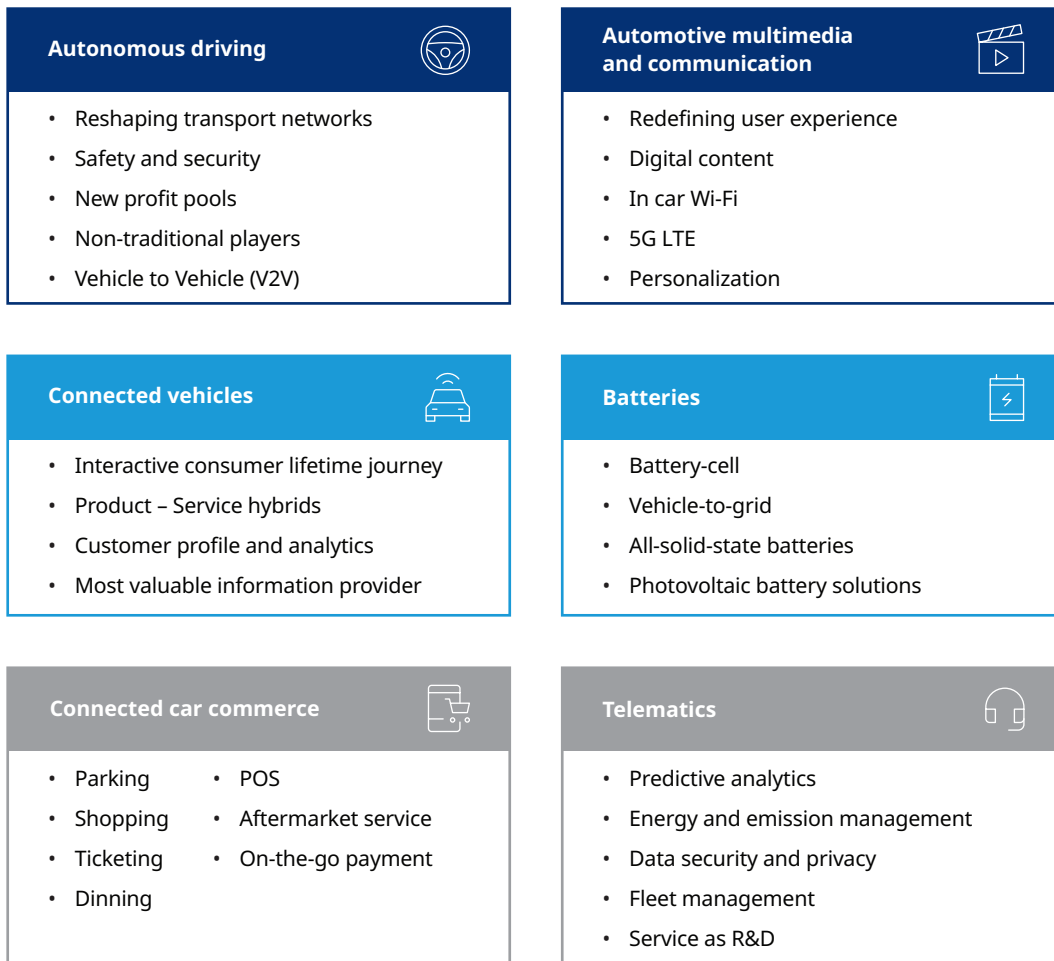 Autonomous driving
• Reshaping transport networks
• Safety and security
• New profit pools
• Non-traditional players
• Vehicle to Vehicle (V2V)
Automotive multimedia
and communication
• Redefining user experience
• Digital content
• In car Wi-Fi
• 5G LTE
• Personalization
Connected vehicles
• Interactive consumer lifetime journey
• Product – Service hybrids
• Customer profile and analytics
• Most valuable information provider
Batteries
• Battery-cell
• Vehicle-to-grid
• All-solid-state batteries
• Photovoltaic battery solutions
Connected car commerce
• Parking
• Shopping
• Ticketing
• Dinning
• POS
• Aftermarket service
• On-the-go payment
Telematics
• Predictive analytics
• Energy and emission management
• Data security and privacy
• Fleet management
• Service as R&D